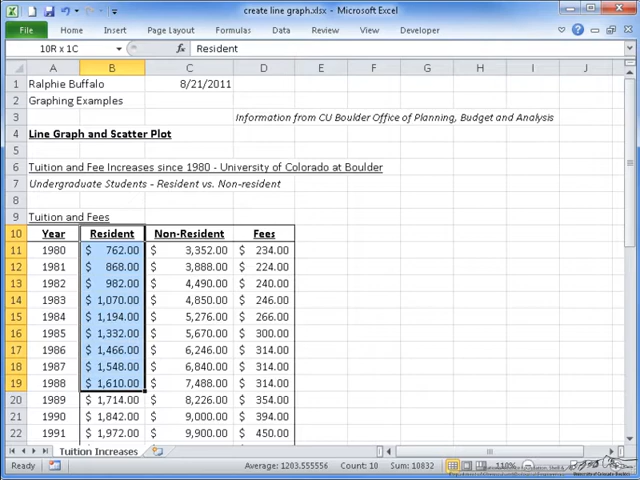 create line graph.xlsx - Microsoft Excel
File Home Insert Page Layout Formulas Data Review View Developer
10R x 1C fx Resident
A B C D E F G H I J
1 Ralphie Buffalo 8/21/2011
2 Graphing Examples
3 Information from CU Boulder Office of Planning, Budget and Analysis
4 Line Graph and Scatter Plot
5
6 Tuition and Fee Increases since 1980 - University of Colorado at Boulder
7 Undergraduate Students - Resident vs. Non-resident
8
9 Tuition and Fees
10 Year Resident Non-Resident Fees
11 1980 $ 762.00 $ 3,352.00 $ 234.00
12 1981 $ 868.00 $ 3,888.00 $ 224.00
13 1982 $ 982.00 $ 4,490.00 $ 240.00
14 1983 $ 1,070.00 $ 4,850.00 $ 246.00
15 1984 $ 1,194.00 $ 5,276.00 $ 266.00
16 1985 $ 1,332.00 $ 5,670.00 $ 300.00
17 1986 $ 1,466.00 $ 6,246.00 $ 314.00
18 1987 $ 1,548.00 $ 6,840.00 $ 314.00
19 1988 $ 1,610.00 $ 7,488.00 $ 314.00
20 1989 $ 1,714.00 $ 8,226.00 $ 354.00
21 1990 $ 1,842.00 $ 9,000.00 $ 394.00
22 1991 $ 1,972.00 $ 9,900.00 $ 450.00
Tuition Increases
Ready Average: 1203.555556 Count: 10 Sum: 10832 110%